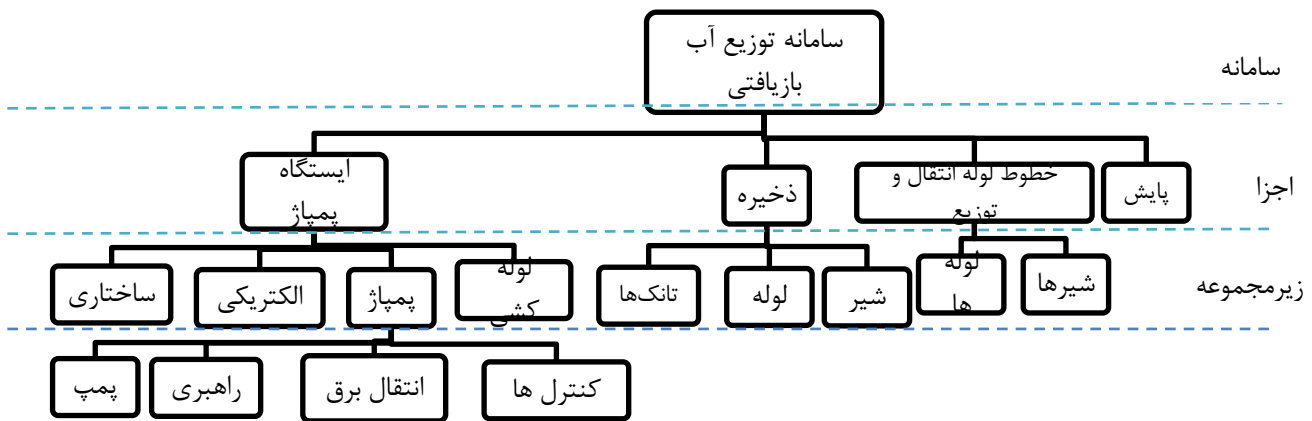 سامانه توزیع آب
بازیافتی
سامانه
ایستگاه
پمپاژ
ذخیره
خطوط لوله انتقال و
توزیع
پایش
اجزا
ساختاری
الکتریکی
پمپاژ
لوله
کشی
تانک‌ها
لوله
شیر
لوله
ها
شیرها
زیرمجموعه
پمپ
راهبری
انتقال برق
کنترل ها